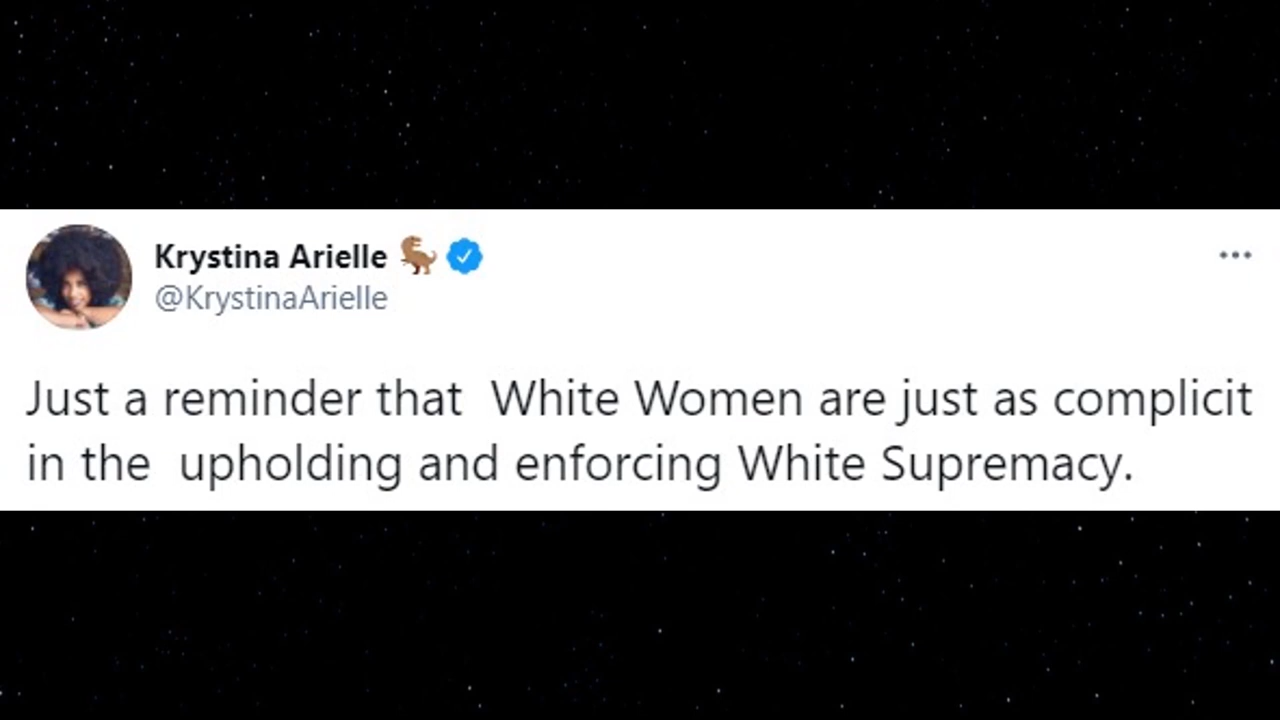 Krystina Arielle 🦖
@KrystinaArielle
Just a reminder that  White Women are just as complicit
in the  upholding and enforcing White Supremacy.